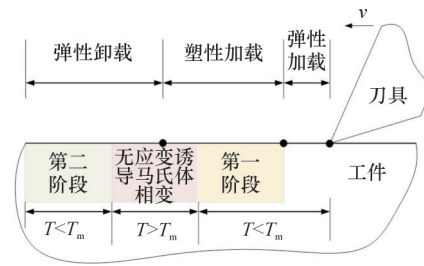 v
弹性卸载
塑性加载
弹性
加载
刀具
第二
阶段
无应变诱
导马氏体
相变
第一
阶段
工件
T<Tm
T>Tm
T<Tm